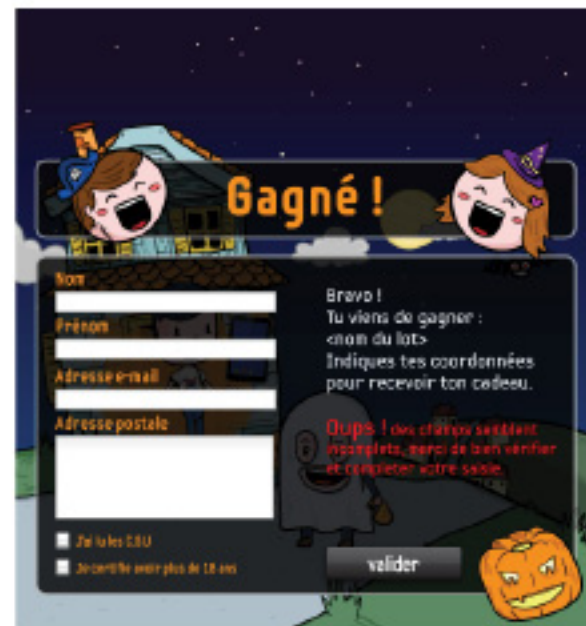 Gagné !
Nom
Prénom
Adresse e-mail
Adresse postale
J'ai lu les C.G.U
Je certifie avoir plus de 18 ans
Bravo !
Tu viens de gagner :
<nom du lot>
Indiques tes coordonnées
pour recevoir ton cadeau.
Oups ! des champs semblent
incomplets, merci de bien vérifier
et completer votre saisie.
valider